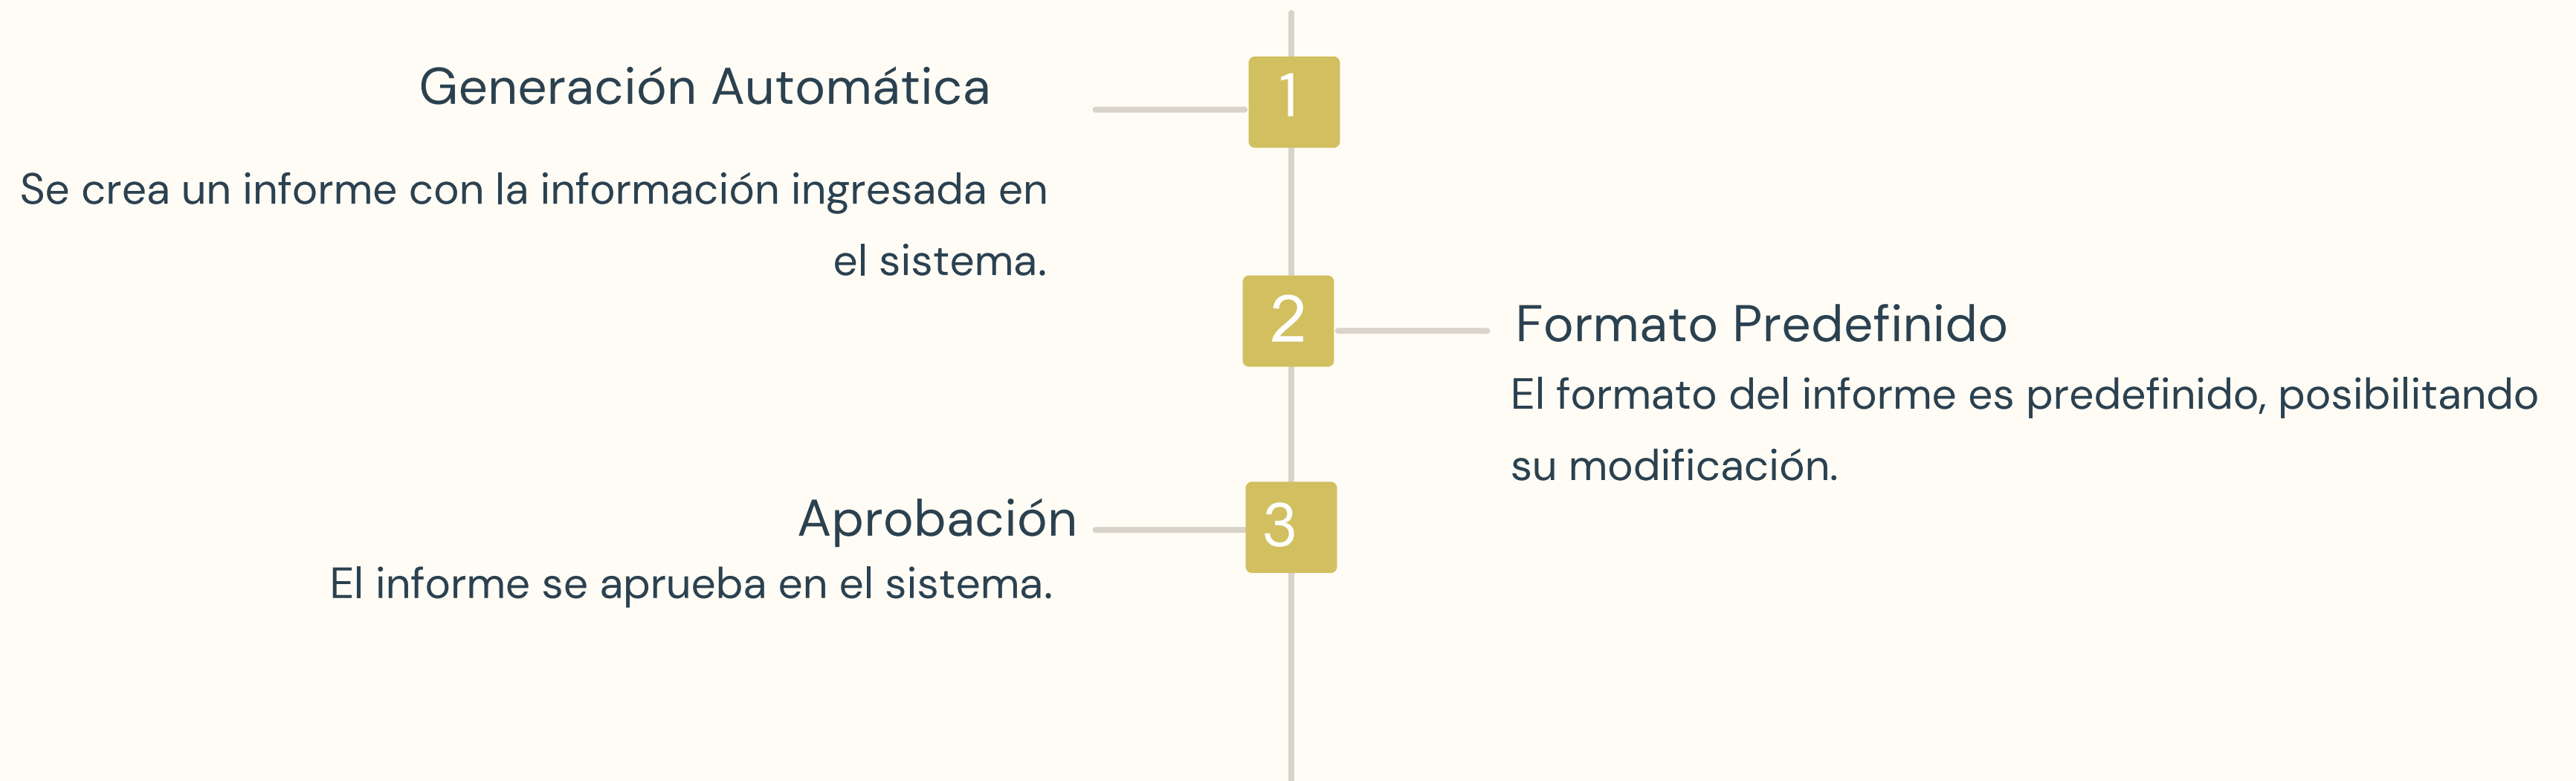 1
Generación Automática
Se crea un informe con la información ingresada en
el sistema.
2
Formato Predefinido
El formato del informe es predefinido, posibilitando
su modificación.
3
Aprobación
El informe se aprueba en el sistema.